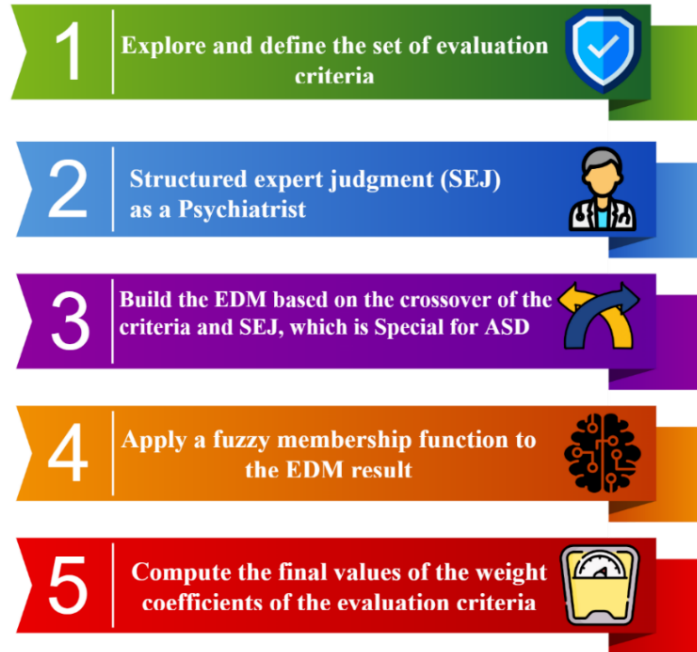 1
Explore and define the set of evaluation
criteria
2
Structured expert judgment (SEJ)
as a Psychiatrist
3
Build the EDM based on the crossover of the
criteria and SEJ, which is Special for ASD
4
Apply a fuzzy membership function to
the EDM result
5
Compute the final values of the weight
coefficients of the evaluation criteria